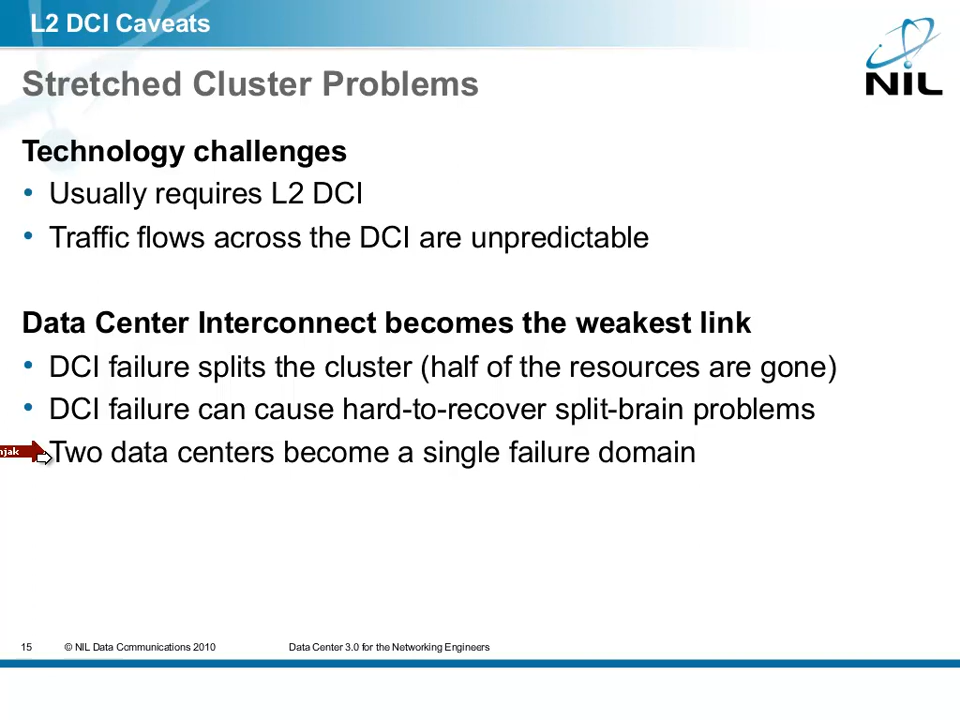 L2 DCI Caveats
Stretched Cluster Problems
NIL
Technology challenges
• Usually requires L2 DCI
• Traffic flows across the DCI are unpredictable
Data Center Interconnect becomes the weakest link
• DCI failure splits the cluster (half of the resources are gone)
• DCI failure can cause hard-to-recover split-brain problems
njak
Two data centers become a single failure domain
15 © NIL Data Communications 2010 Data Center 3.0 for the Networking Engineers